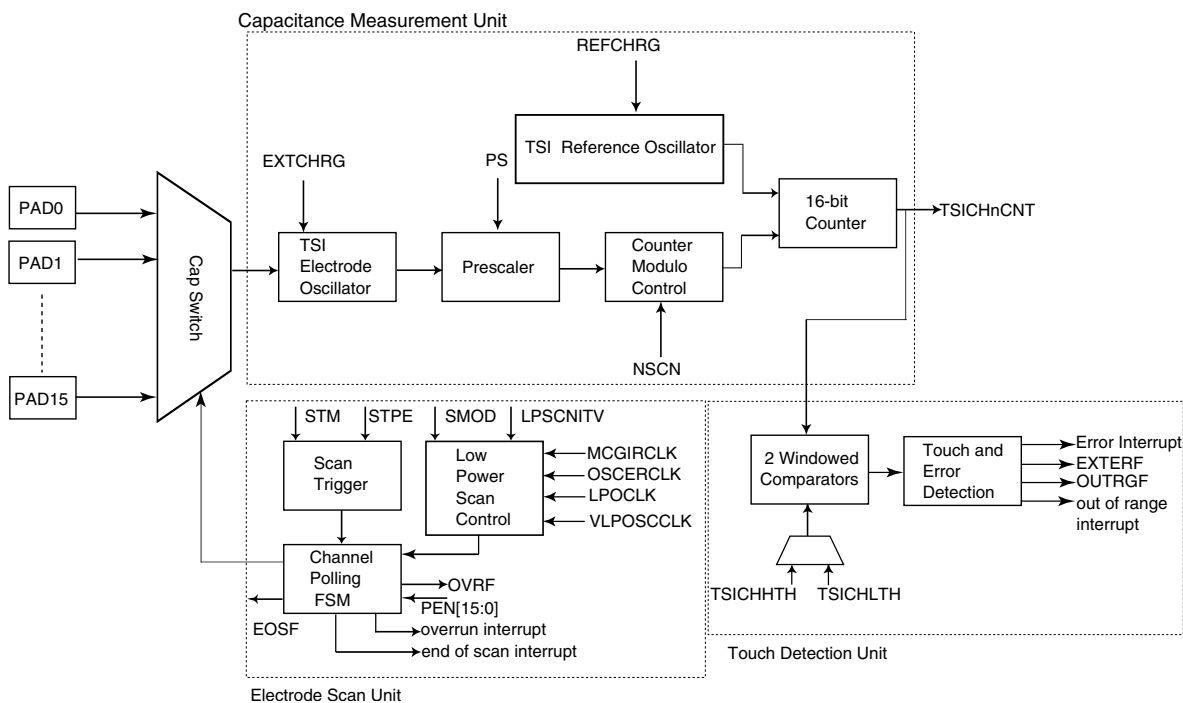 Capacitance Measurement Unit
REFCHRG
TSI Reference Oscillator
EXTCHRG
PS
PAD0
PAD1
PAD15
Cap Switch
TSI
Electrode
Oscillator
Prescaler
Counter
Modulo
Control
16-bit
Counter
TSICHnCNT
NSCN
STM
STPE
SMOD
LPSCNITV
Scan
Trigger
Low
Power
Scan
Control
MCGIRCLK
OSCERCLK
LPOCLK
VLPOSCCLK
Channel
Polling
FSM
OVRF
PEN[15:0]
EOSF
overrun interrupt
end of scan interrupt
Electrode Scan Unit
2 Windowed
Comparators
Touch and
Error
Detection
Error Interrupt
EXTERF
OUTRGF
out of range
interrupt
TSICHHTH
TSICHLTH
Touch Detection Unit